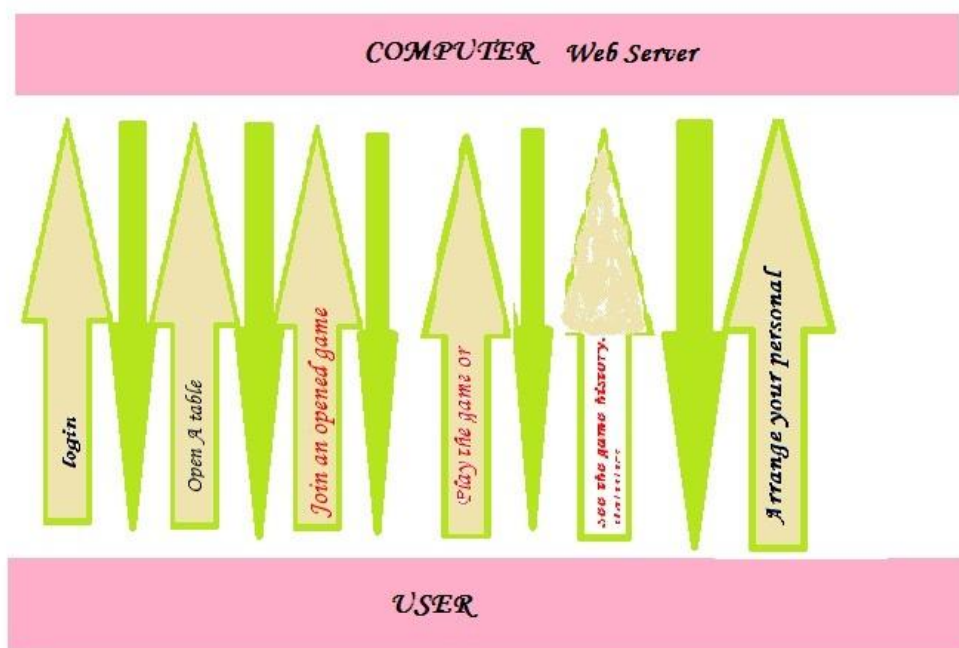 COMPUTER Web Server
login
Open A table
Join an opened game
Play the game or
see the game history.
Arrange your personal
USER